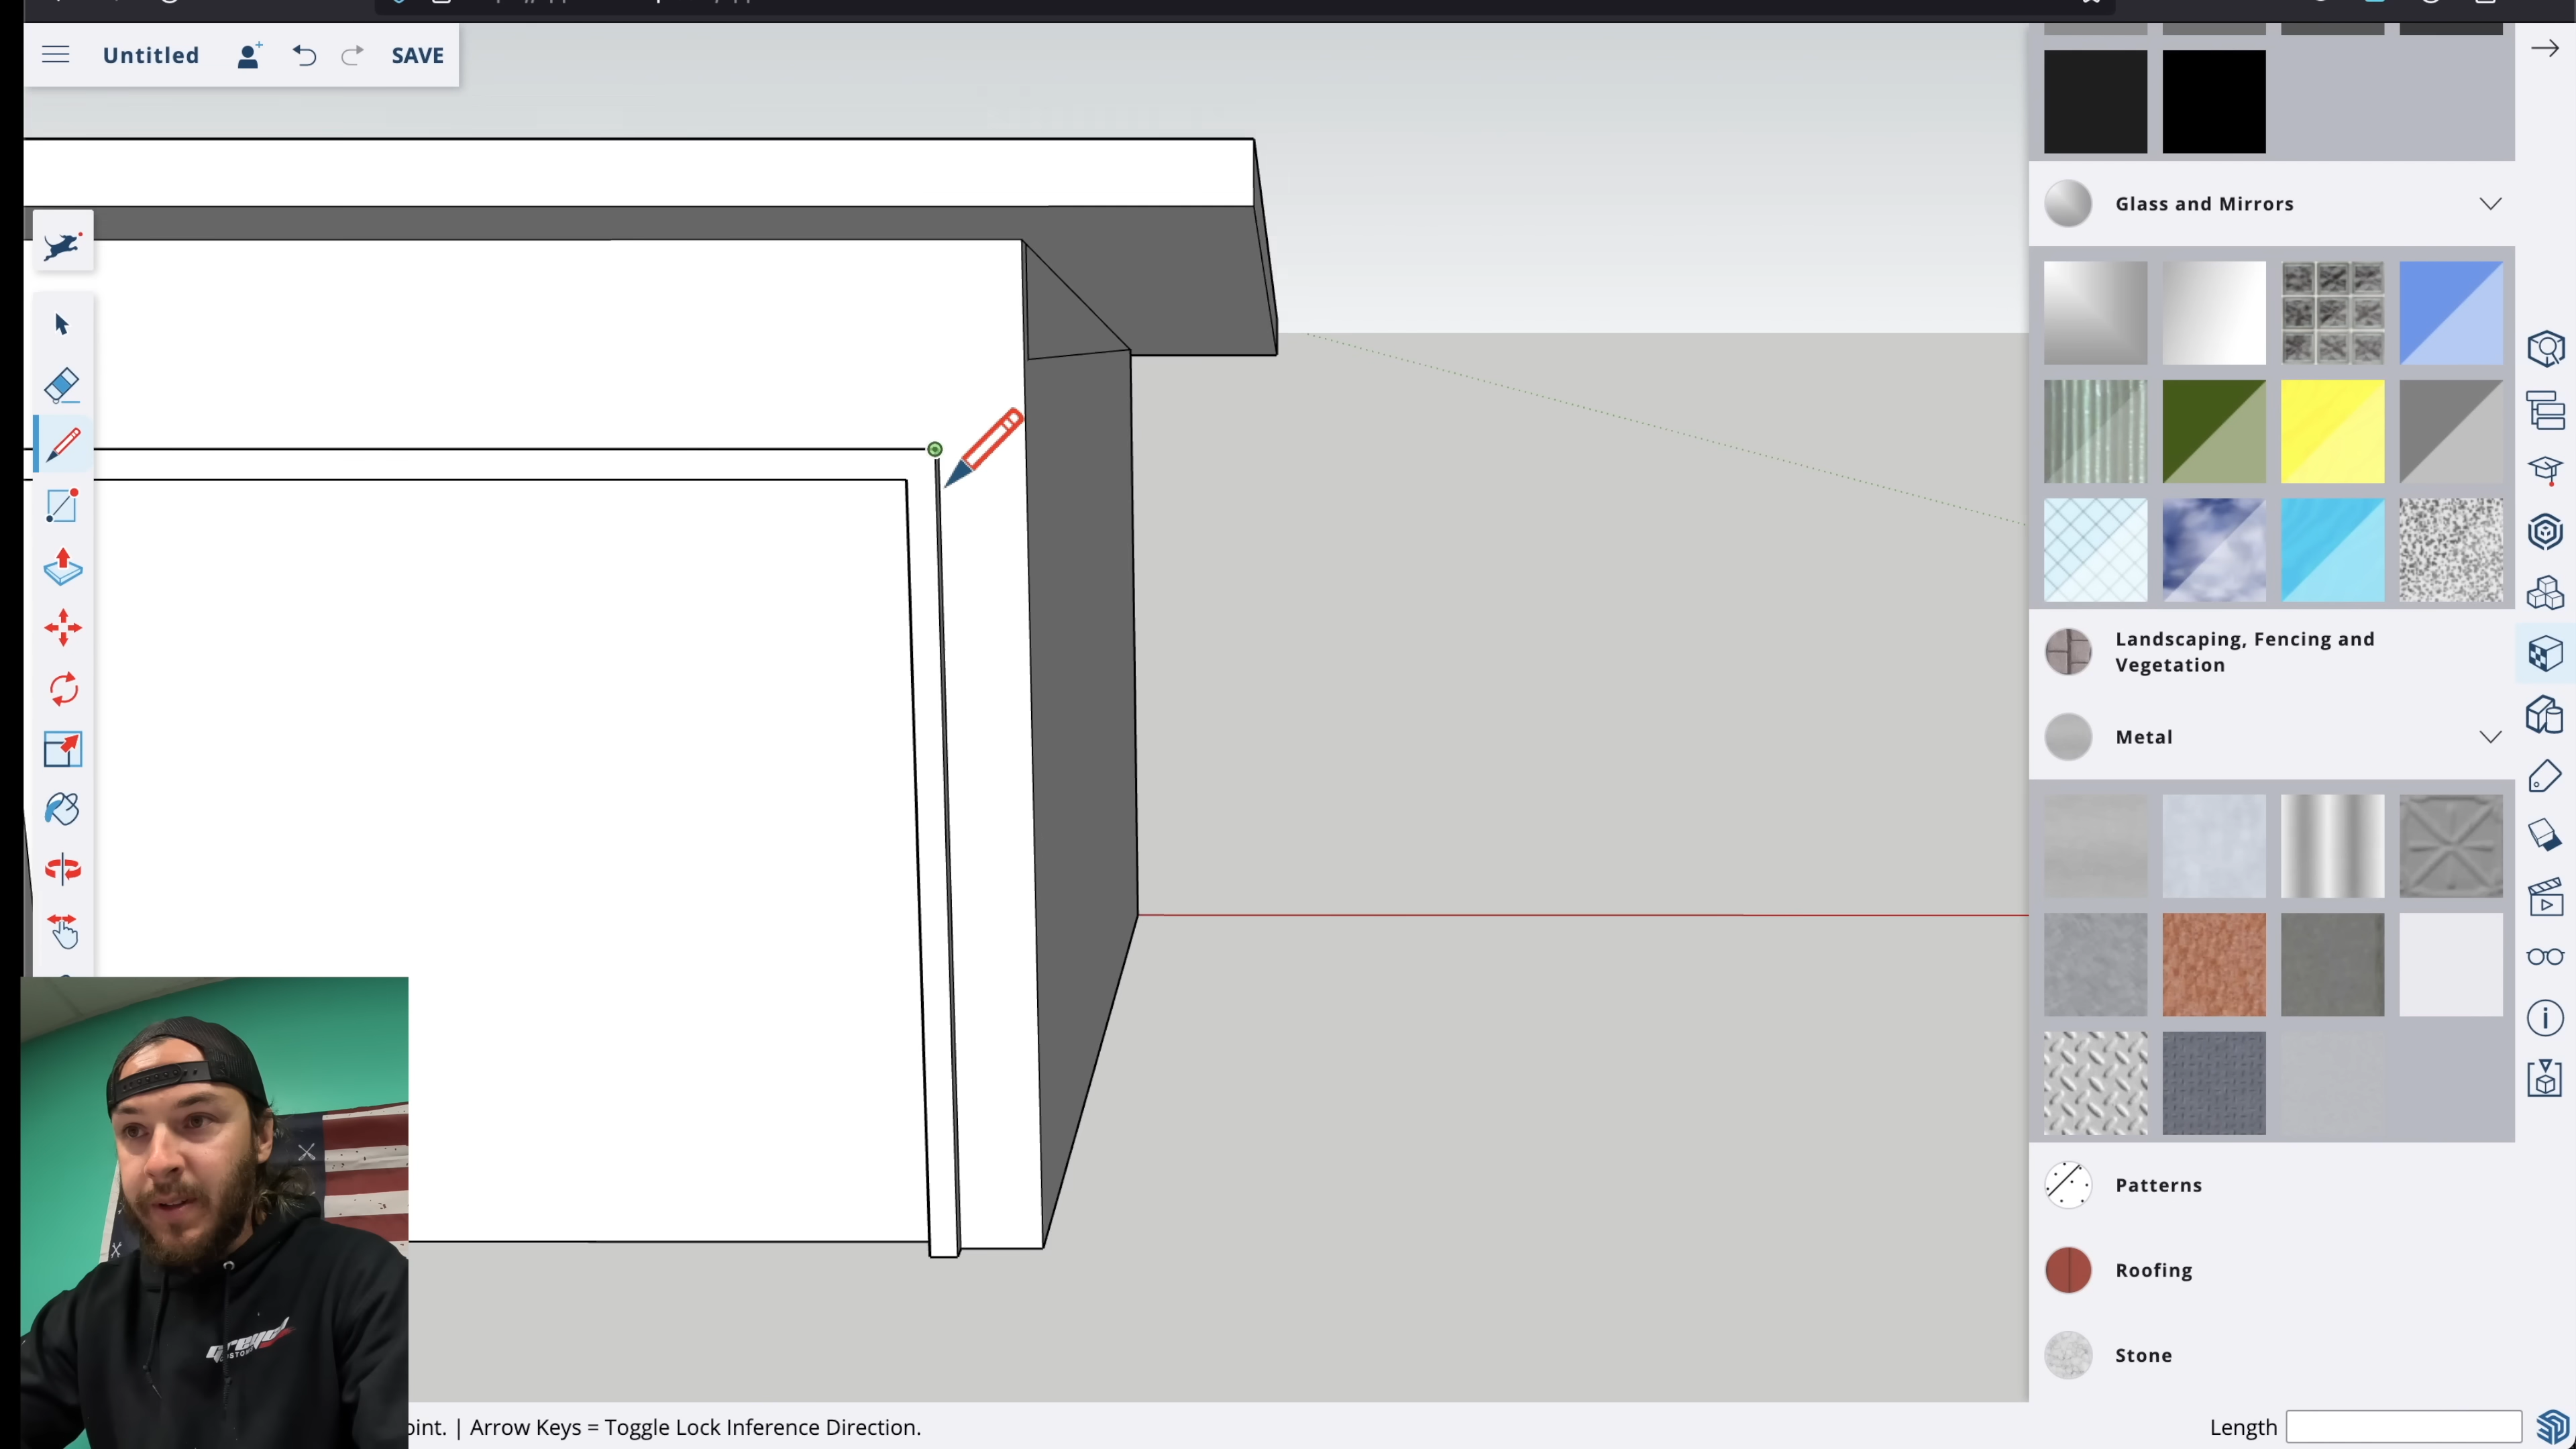 Untitled
SAVE
Glass and Mirrors
Landscaping, Fencing and
Vegetation
Metal
Patterns
Roofing
Stone
oint. | Arrow Keys = Toggle Lock Inference Direction.
Length